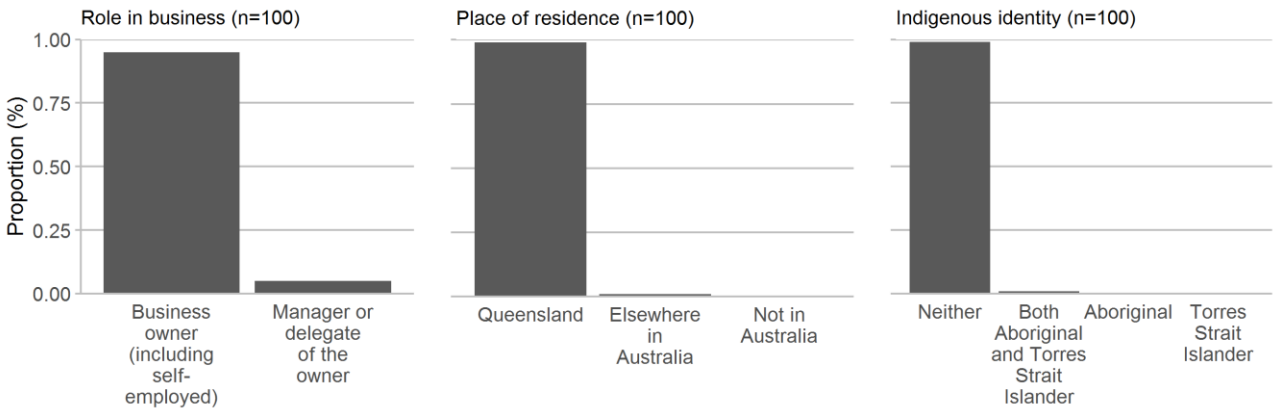 Role in business (n=100)
Place of residence (n=100)
Indigenous identity (n=100)
Proportion (%)
1.00
0.75
0.50
0.25
0.00
Business
owner
(including
self-
employed)
Manager or
delegate
of the
owner
Queensland
Elsewhere
in
Australia
Not in
Australia
Neither
Both
Aboriginal
and Torres
Strait
Islander
Aboriginal
Torres
Strait
Islander